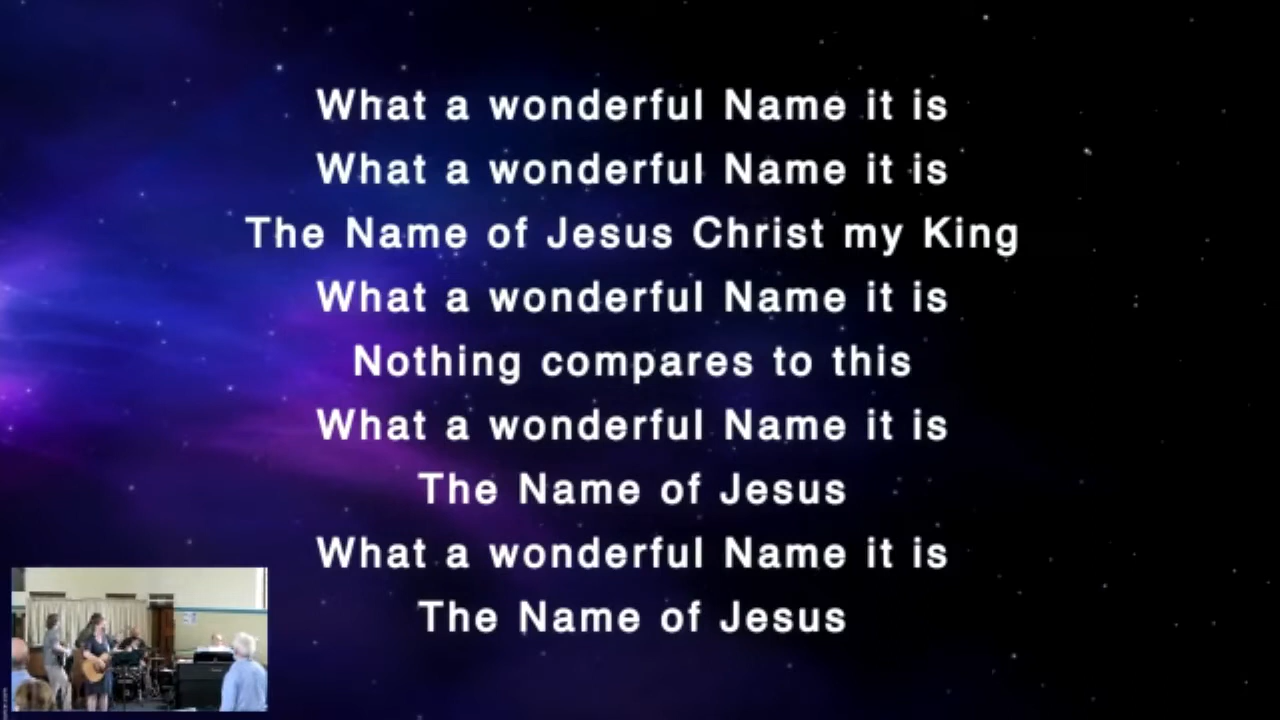 What a wonderful Name it is
What a wonderful Name it is
The Name of Jesus Christ my King
What a wonderful Name it is
Nothing compares to this
What a wonderful Name it is
The Name of Jesus
What a wonderful Name it is
The Name of Jesus